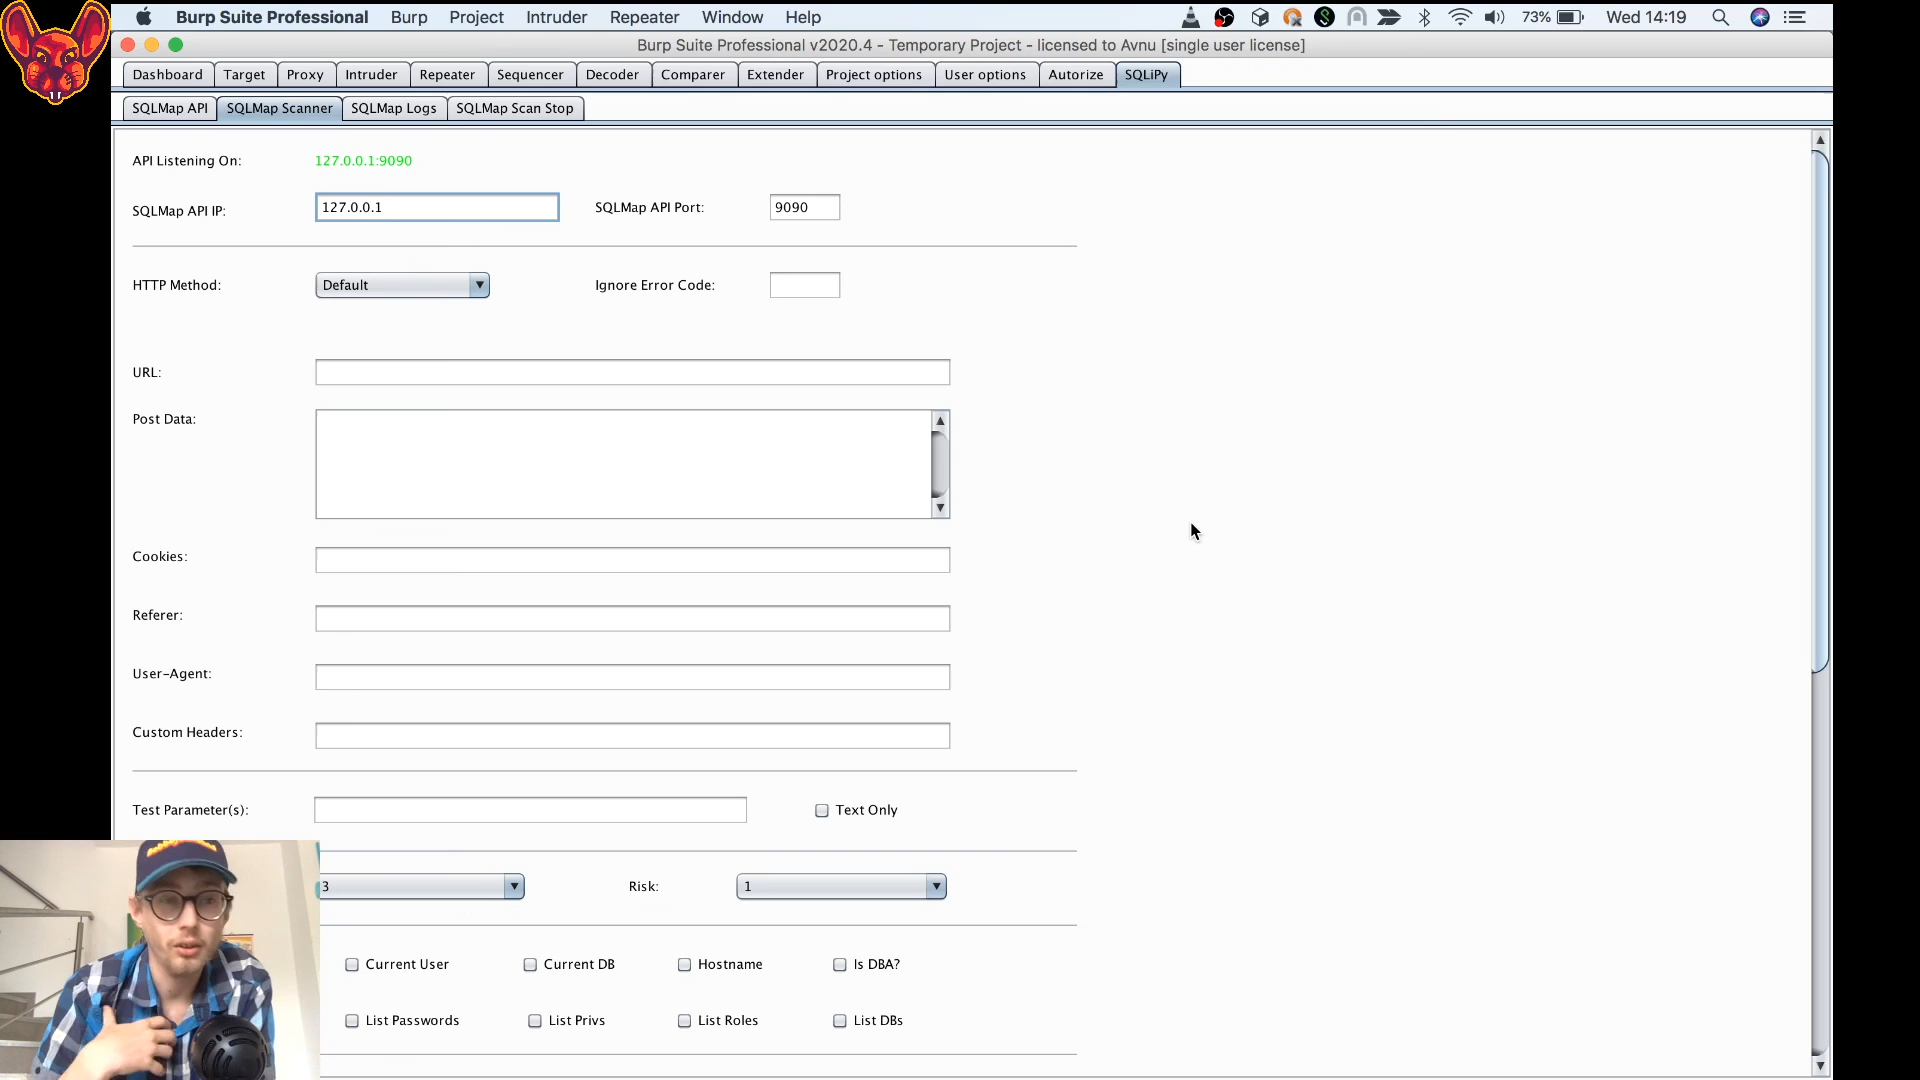 Burp Suite Professional Burp Project Intruder Repeater Window Help 73% Wed 14:19
Burp Suite Professional v2020.4 - Temporary Project - licensed to Avnu [single user license]
Dashboard Target Proxy Intruder Repeater Sequencer Decoder Comparer Extender Project options User options Autorize SQLiPy
SQLMap API SQLMap Scanner SQLMap Logs SQLMap Scan Stop
API Listening On: 127.0.0.1:9090
SQLMap API IP: 127.0.0.1 SQLMap API Port: 9090
HTTP Method: Default Ignore Error Code:
URL:
Post Data:
Cookies:
Referer:
User-Agent:
Custom Headers:
Test Parameter(s): Text Only
3 Risk: 1
Current User Current DB Hostname Is DBA?
List Passwords List Privs List Roles List DBs